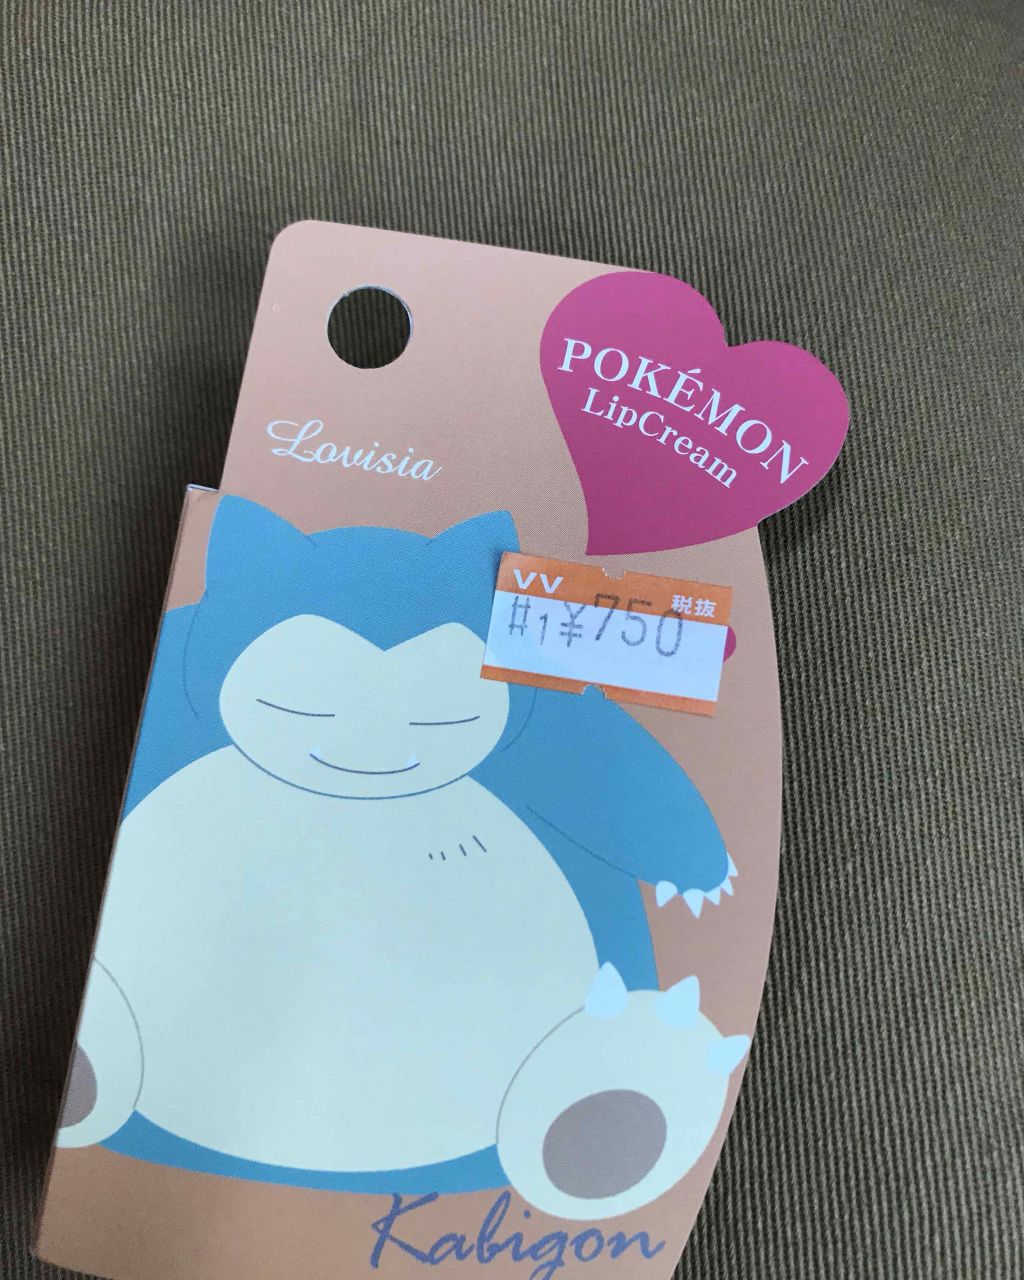 POKÉMON
LipCream
Lovisia
VV 税抜
#1¥750
Kabigon